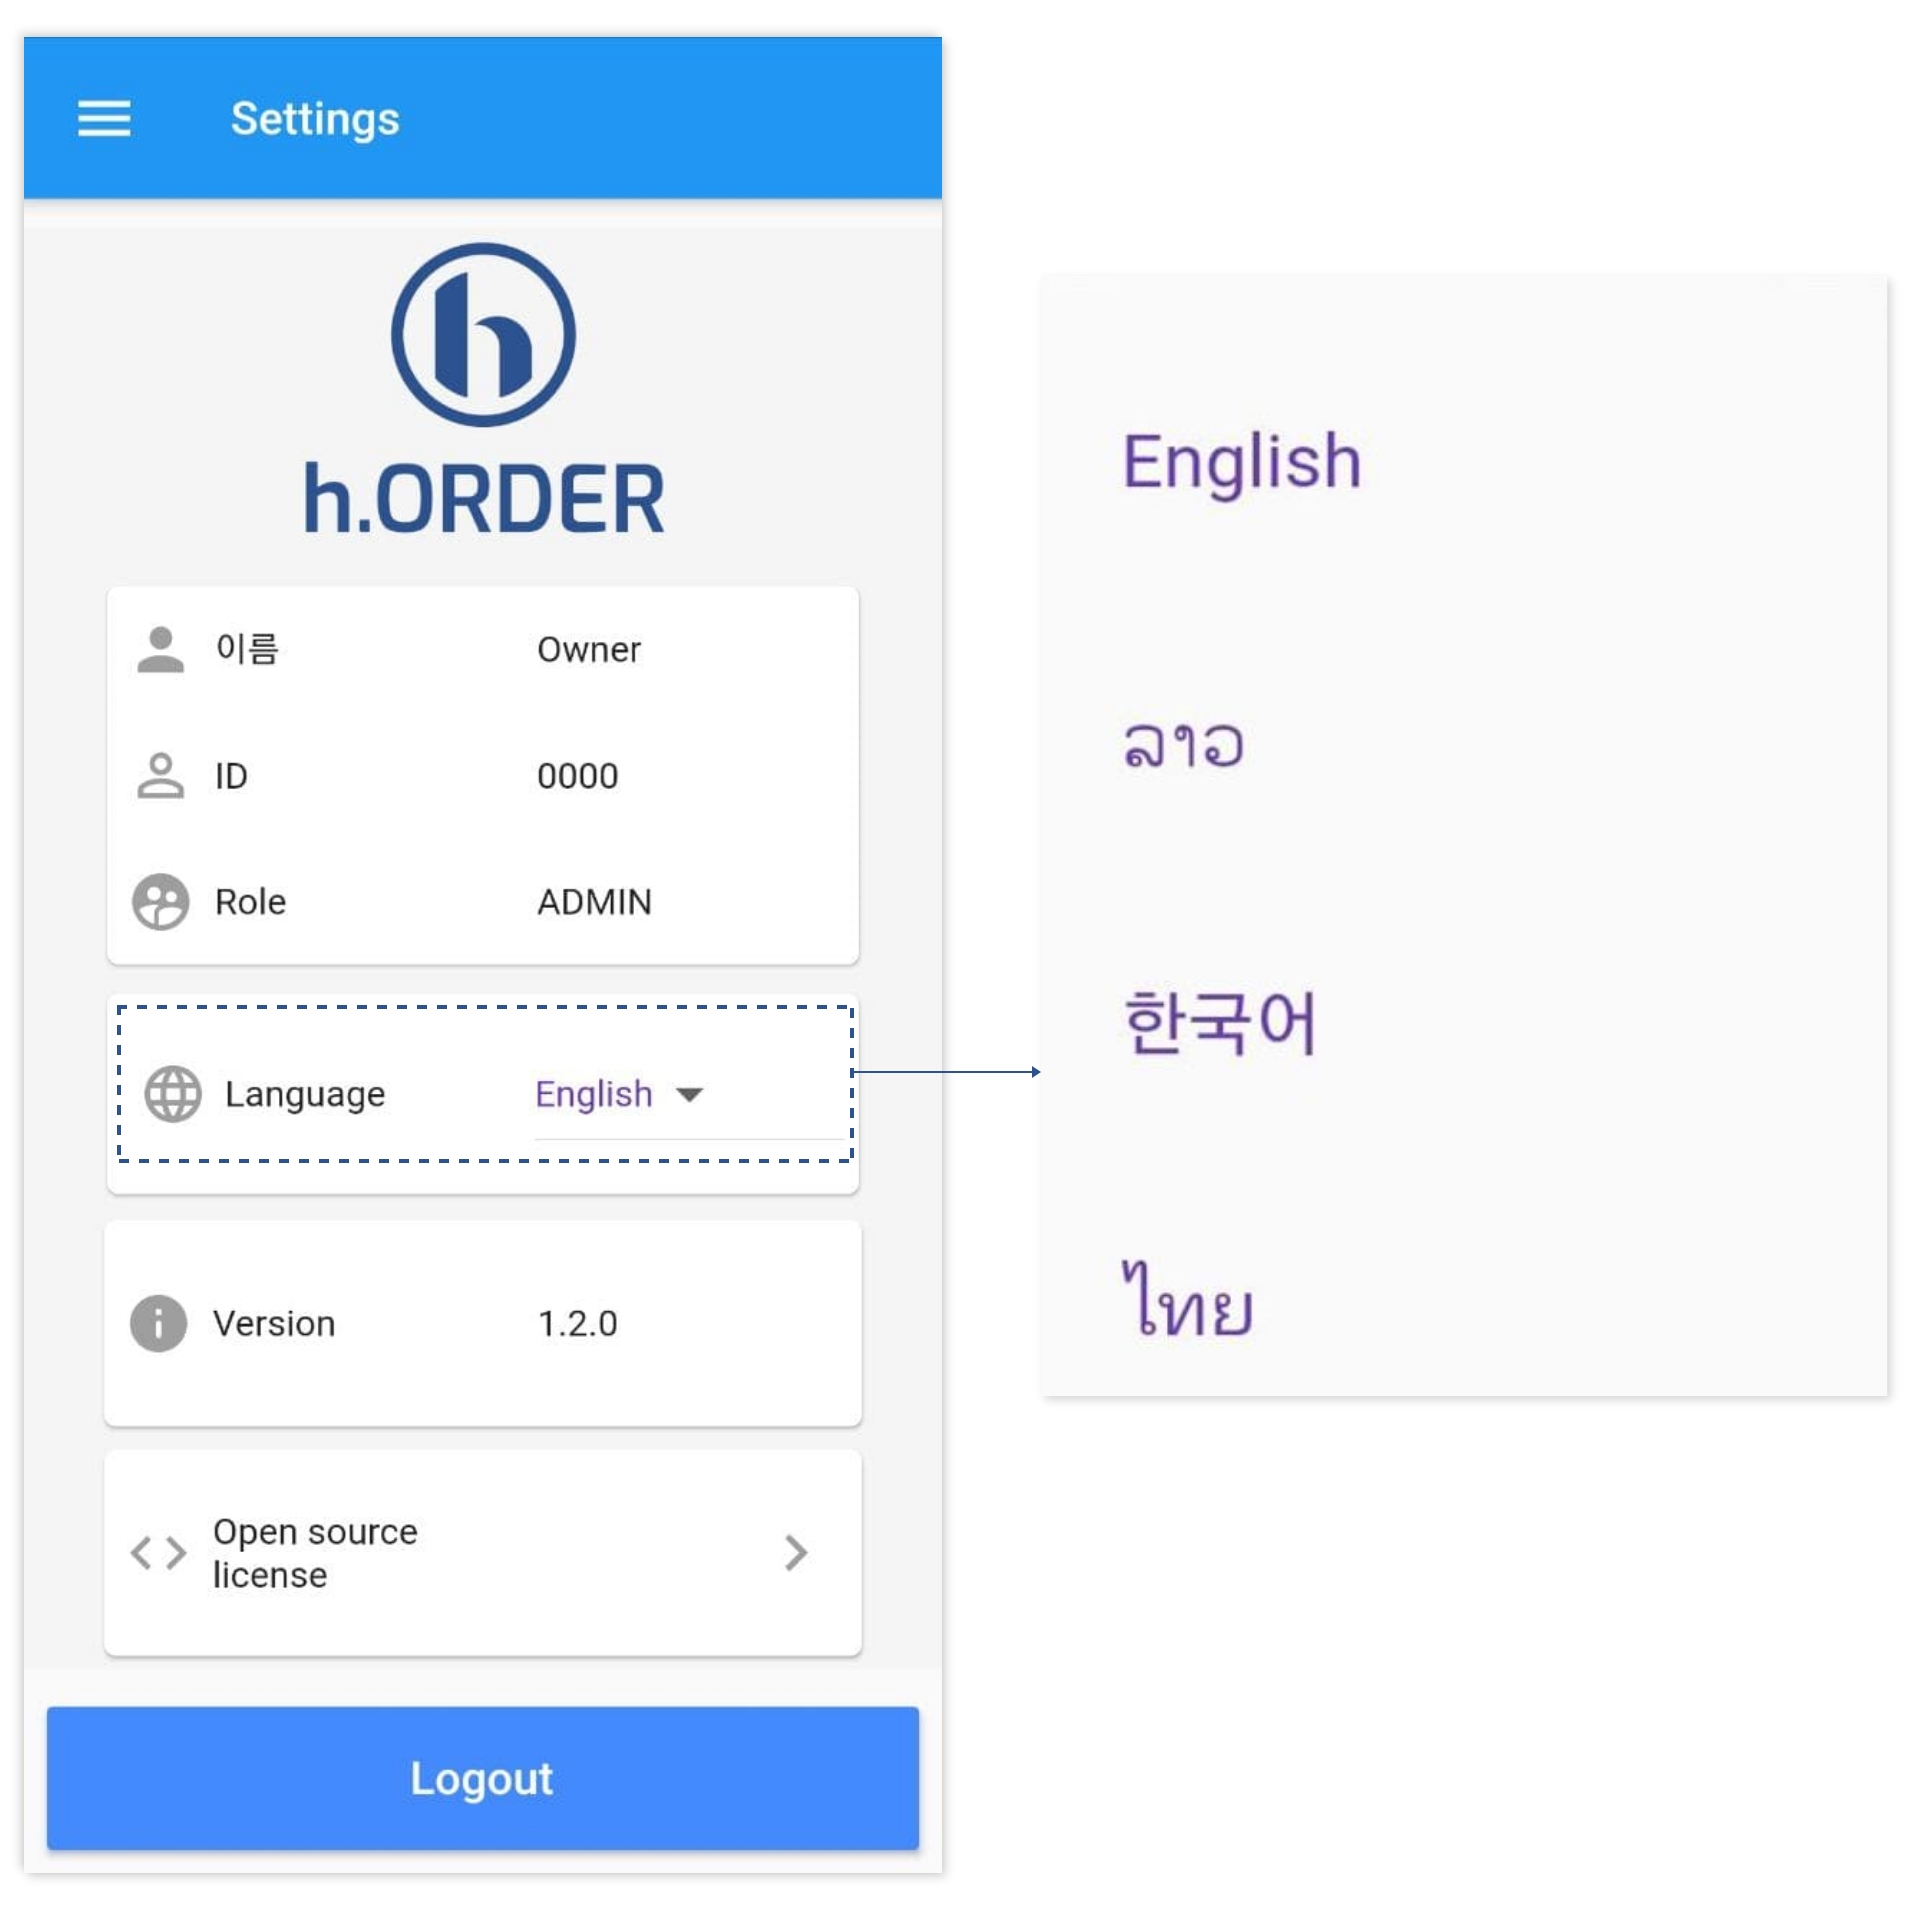 Settings
h
h.ORDER
이름 Owner
ID 0000
Role ADMIN
Language English
Version 1.2.0
Open source
license
Logout
English
ລາວ
한국어
ไทย